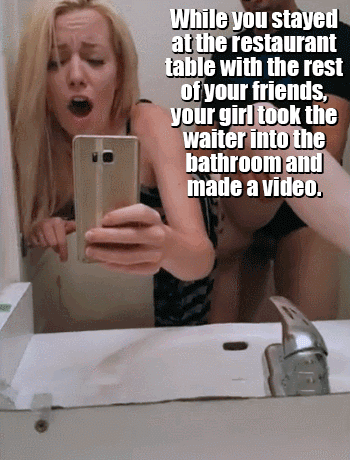 While you stayed
at the restaurant
table with the rest
of your friends,
your girl took the
waiter into the
bathroom and
made a video.